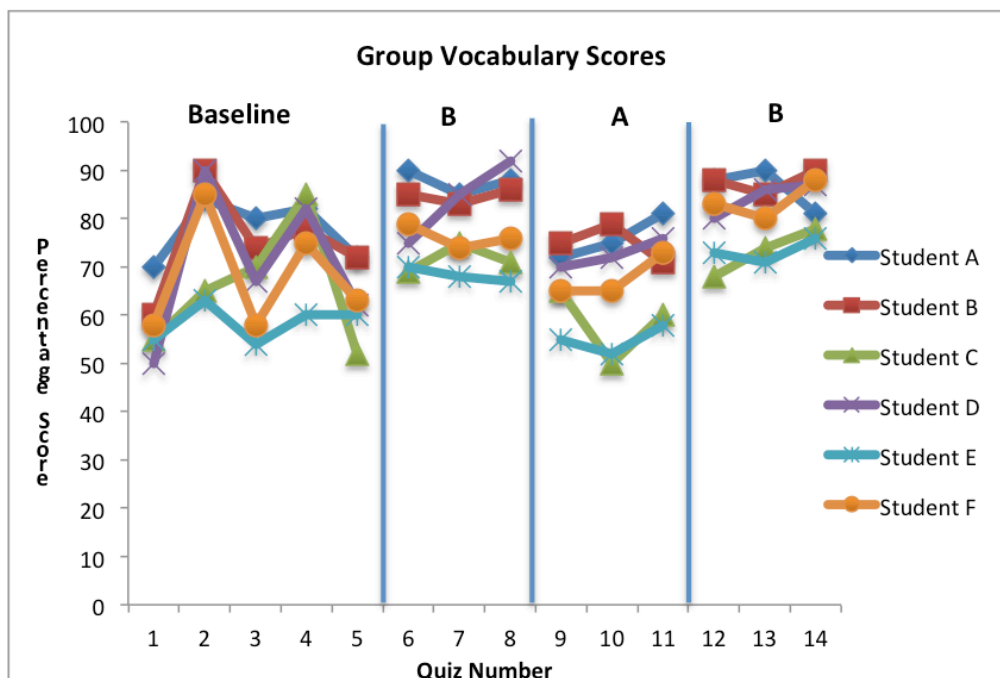 Group Vocabulary Scores
Baseline
B
A
B
100
90
80
70
60
50
40
30
20
10
0
Percentage Score
1 2 3 4 5 6 7 8 9 10 11 12 13 14
Quiz Number
Student A
Student B
Student C
Student D
Student E
Student F